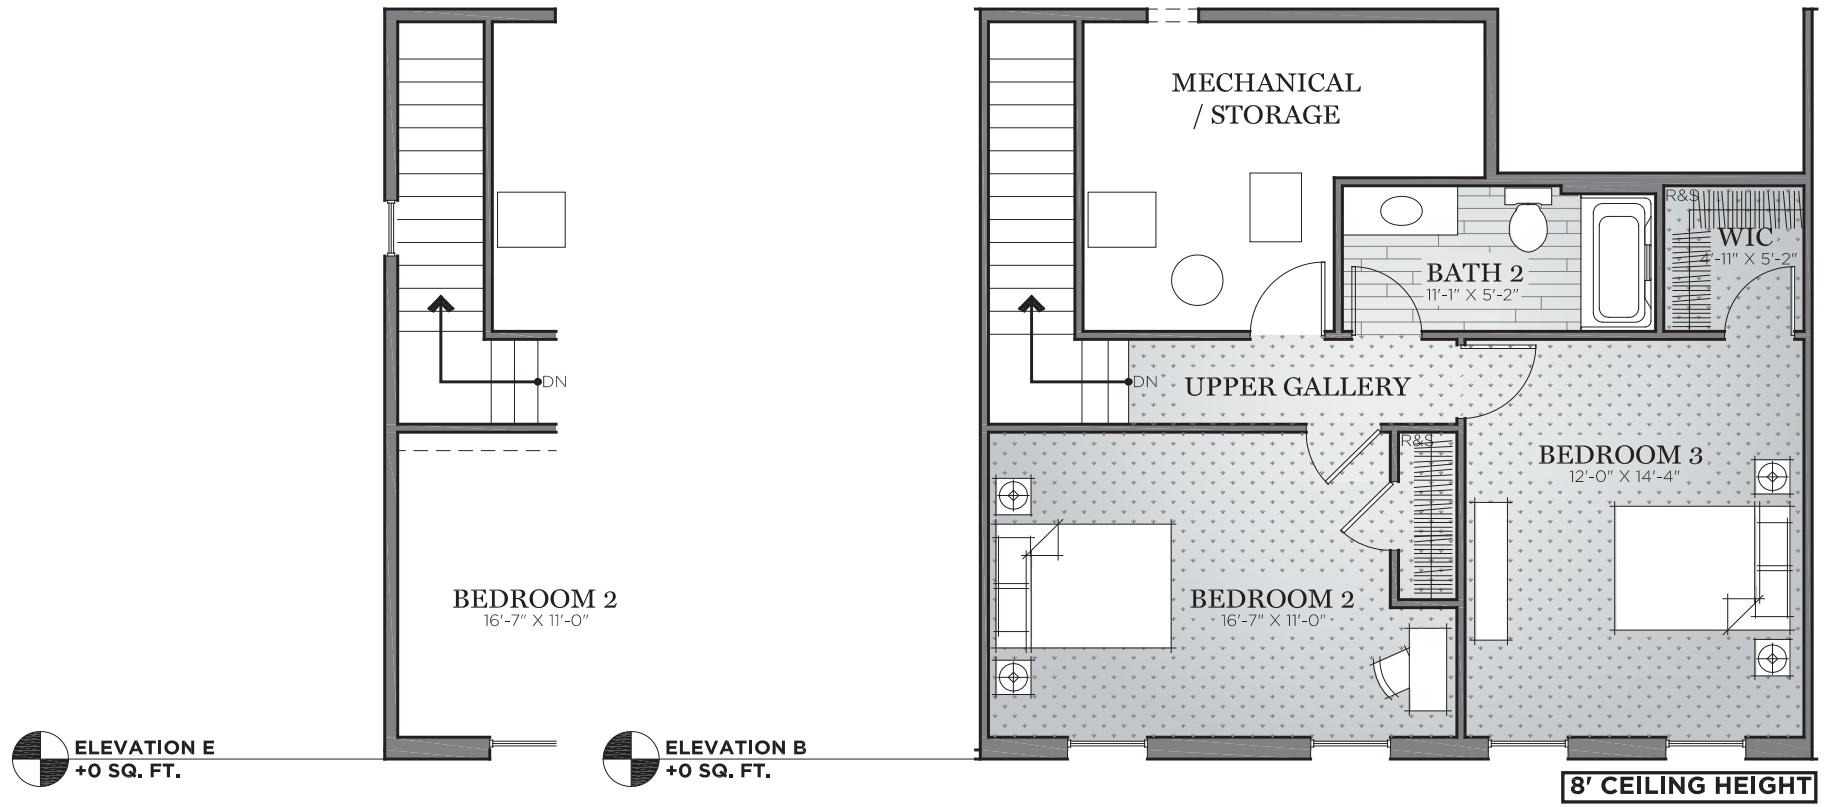 MECHANICAL
/ STORAGE
R&S
WIC
4'-11" X 5'-2"
BATH 2
11'-1" X 5'-2"
DN
DN
UPPER GALLERY
R&S
BEDROOM 3
12'-0" X 14'-4"
BEDROOM 2
16'-7" X 11'-0"
BEDROOM 2
16'-7" X 11'-0"
ELEVATION E
+0 SQ. FT.
ELEVATION B
+0 SQ. FT.
8' CEILING HEIGHT